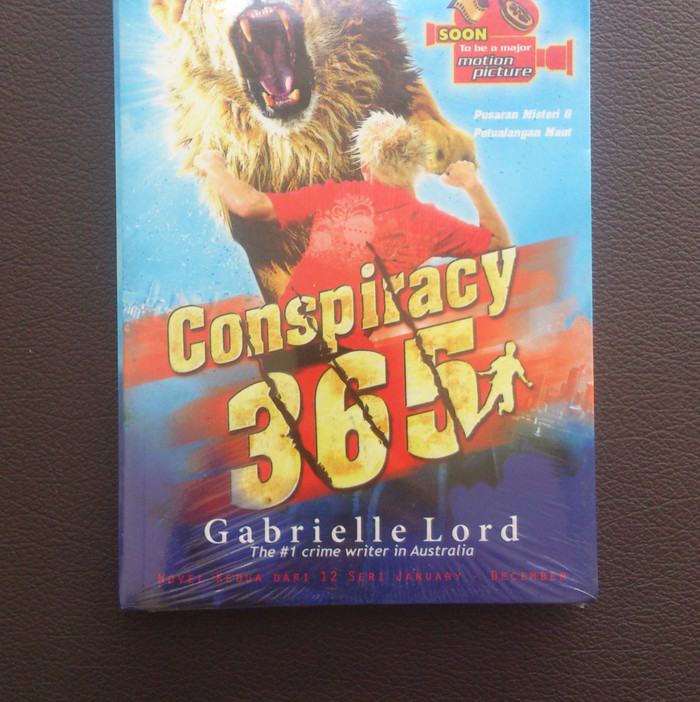 SOON
To be a major
motion
picture
Pusaran Misteri &
Petualangan Maut
Conspiracy
365
Gabrielle Lord
The #1 crime writer in Australia
NOVEL KEDUA DARI 12 SERI JANUARY - DECEMBER